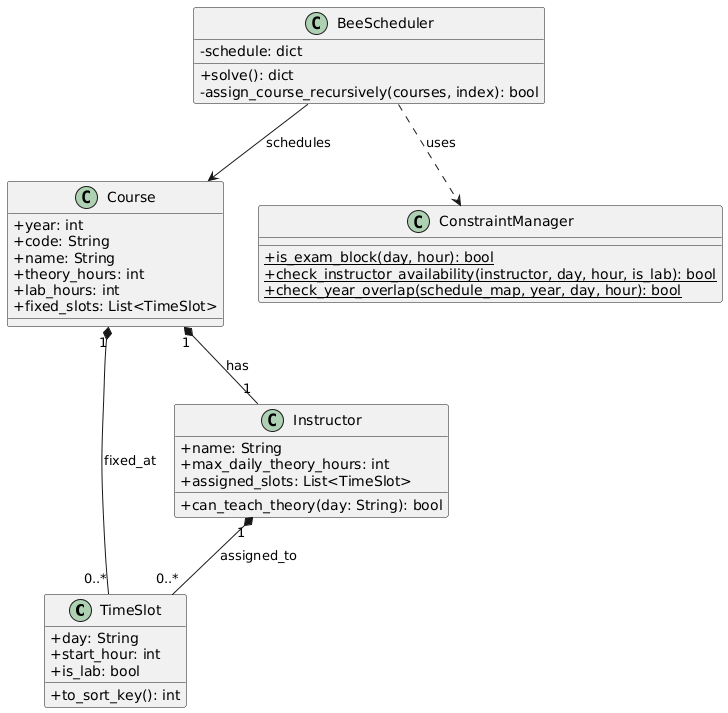 C BeeScheduler
-schedule: dict
+solve(): dict
-assign_course_recursively(courses, index): bool
schedules
uses
C Course
+year: int
+code: String
+name: String
+theory_hours: int
+lab_hours: int
+fixed_slots: List<TimeSlot>
C ConstraintManager
+is_exam_block(day, hour): bool
+check_instructor_availability(instructor, day, hour, is_lab): bool
+check_year_overlap(schedule_map, year, day, hour): bool
1
1
has
1
C Instructor
+name: String
+max_daily_theory_hours: int
+assigned_slots: List<TimeSlot>
+can_teach_theory(day: String): bool
fixed_at
1
assigned_to
0..*
0..*
C TimeSlot
+day: String
+start_hour: int
+is_lab: bool
+to_sort_key(): int